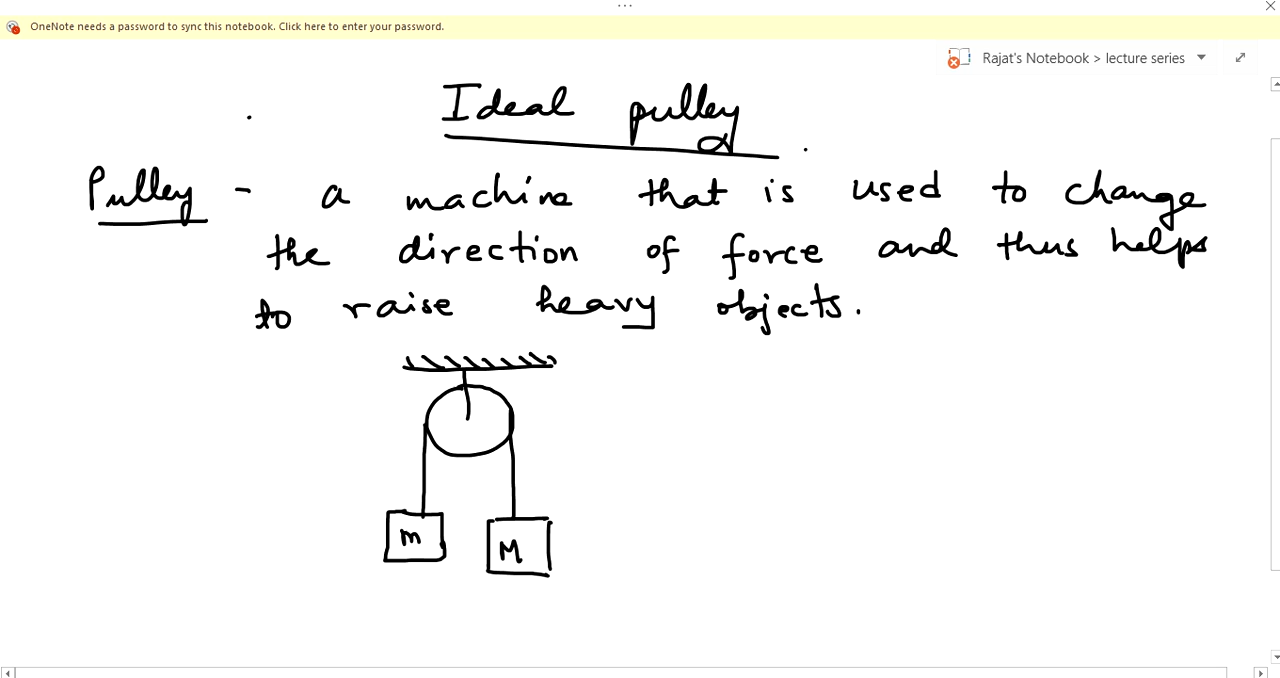 ...
OneNote needs a password to sync this notebook. Click here to enter your password.
Rajat's Notebook > lecture series
Ideal pulley
Pulley - a machine that is used to change
the direction of force and thus helps
to raise heavy objects.
m
M